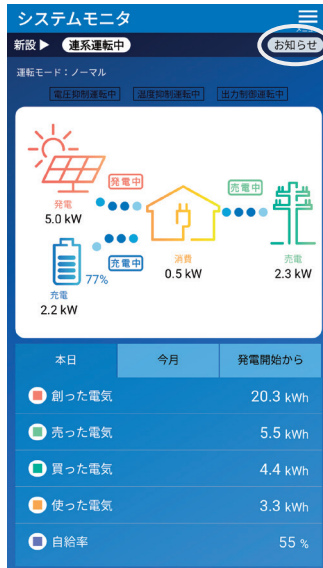 システムモニタ
新設▶ 連系運転中 お知らせ
運転モード：ノーマル
電圧抑制運転中 温度抑制運転中 出力制御運転中
発電中
売電中
発電
5.0 kW
充電中
消費
0.5 kW
売電
2.3 kW
77%
充電
2.2 kW
本日 今月 発電開始から
創った電気 20.3 kWh
売った電気 5.5 kWh
買った電気 4.4 kWh
使った電気 3.3 kWh
自給率 55 %